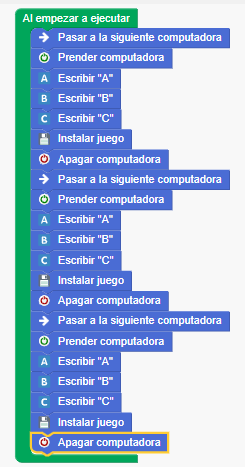 Al empezar a ejecutar
Pasar a la siguiente computadora
Prender computadora
A Escribir "A"
B Escribir "B"
C Escribir "C"
Instalar juego
Apagar computadora
Pasar a la siguiente computadora
Prender computadora
A Escribir "A"
B Escribir "B"
C Escribir "C"
Instalar juego
Apagar computadora
Pasar a la siguiente computadora
Prender computadora
A Escribir "A"
B Escribir "B"
C Escribir "C"
Instalar juego
Apagar computadora